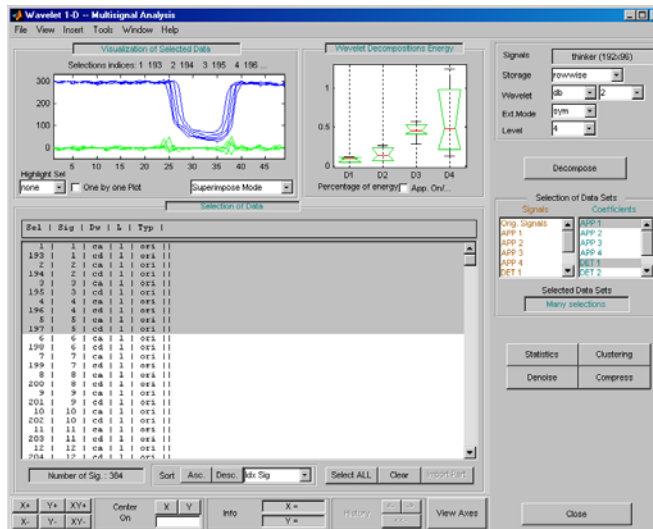 Wavelet 1-D -- Multisignal Analysis
File View Insert Tools Window Help
Visualization of Selected Data
Selections indices: 1 193 2 194 3 195 4 196 ...
300
200
100
0
5 10 15 20 25 30 35 40 45
Highlight Sel
none
One by one Plot
Superimpose Mode
Wavelet Decompositions Energy
1
0.5
0
D1 D2 D3 D4
Percentage of energy
App. On/...
Signals thinker (192x96)
Storage rowwise
Wavelet db 2
Ext.Mode sym
Level 4
Decompose
Selection of Data Sets
Signals Coefficients
Orig. Signals APP 1
APP 1 APP 2
APP 2 APP 3
APP 3 APP 4
APP 4 DET 1
DET 1 DET 2
Selected Data Sets
Many selections
Statistics Clustering
Denoise Compress
Close
Selection of Data
Sel | Sig | Dw | L | Typ |
1 | 1 | ca | 1 | ori ||
193 | 1 | cd | 1 | ori ||
2 | 2 | ca | 1 | ori ||
194 | 2 | cd | 1 | ori ||
3 | 3 | ca | 1 | ori ||
195 | 3 | cd | 1 | ori ||
4 | 4 | ca | 1 | ori ||
196 | 4 | cd | 1 | ori ||
5 | 5 | ca | 1 | ori ||
197 | 5 | cd | 1 | ori ||
6 | 6 | ca | 1 | ori ||
198 | 6 | cd | 1 | ori ||
7 | 7 | ca | 1 | ori ||
199 | 7 | cd | 1 | ori ||
8 | 8 | ca | 1 | ori ||
200 | 8 | cd | 1 | ori ||
9 | 9 | ca | 1 | ori ||
201 | 9 | cd | 1 | ori ||
10 | 10 | ca | 1 | ori ||
202 | 10 | cd | 1 | ori ||
11 | 11 | ca | 1 | ori ||
203 | 11 | cd | 1 | ori ||
12 | 12 | ca | 1 | ori ||
204 | 12 | cd | 1 | ori ||
Number of Sig. : 384
Sort Asc. Desc. Idx Sig
Select ALL Clear Import Part.
X+ Y+ XY+
X- Y- XY-
Center On X Y
Info X = Y =
History
View Axes